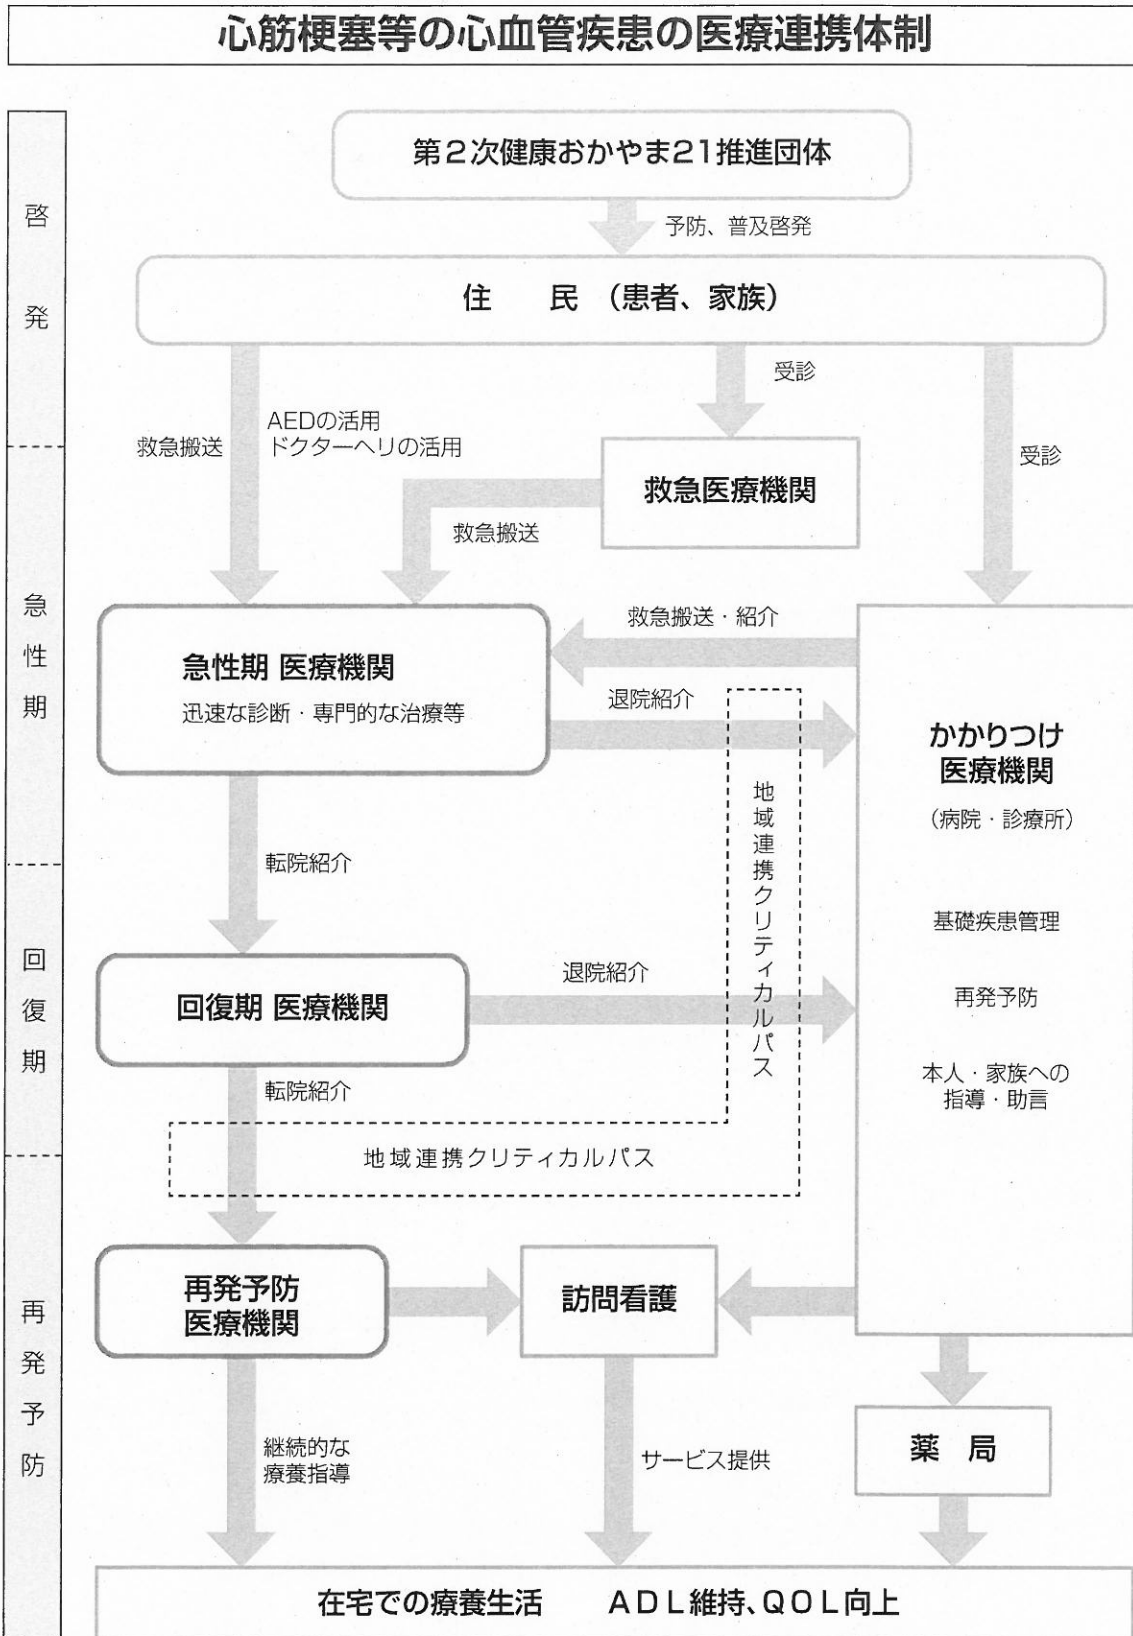 心筋梗塞等の心血管疾患の医療連携体制
啓発
第2次健康おかやま21推進団体
予防、普及啓発
住　民　（患者、家族）
救急搬送
AEDの活用
ドクターヘリの活用
受診
受診
救急医療機関
救急搬送
急性期
急性期 医療機関
迅速な診断・専門的な治療等
救急搬送・紹介
退院紹介
かかりつけ
医療機関
（病院・診療所）
基礎疾患管理
再発予防
本人・家族への
指導・助言
地域連携クリティカルパス
転院紹介
回復期
回復期 医療機関
退院紹介
転院紹介
地域連携クリティカルパス
再発予防
再発予防
医療機関
訪問看護
薬　局
継続的な
療養指導
サービス提供
在宅での療養生活　　ADL維持、QOL向上